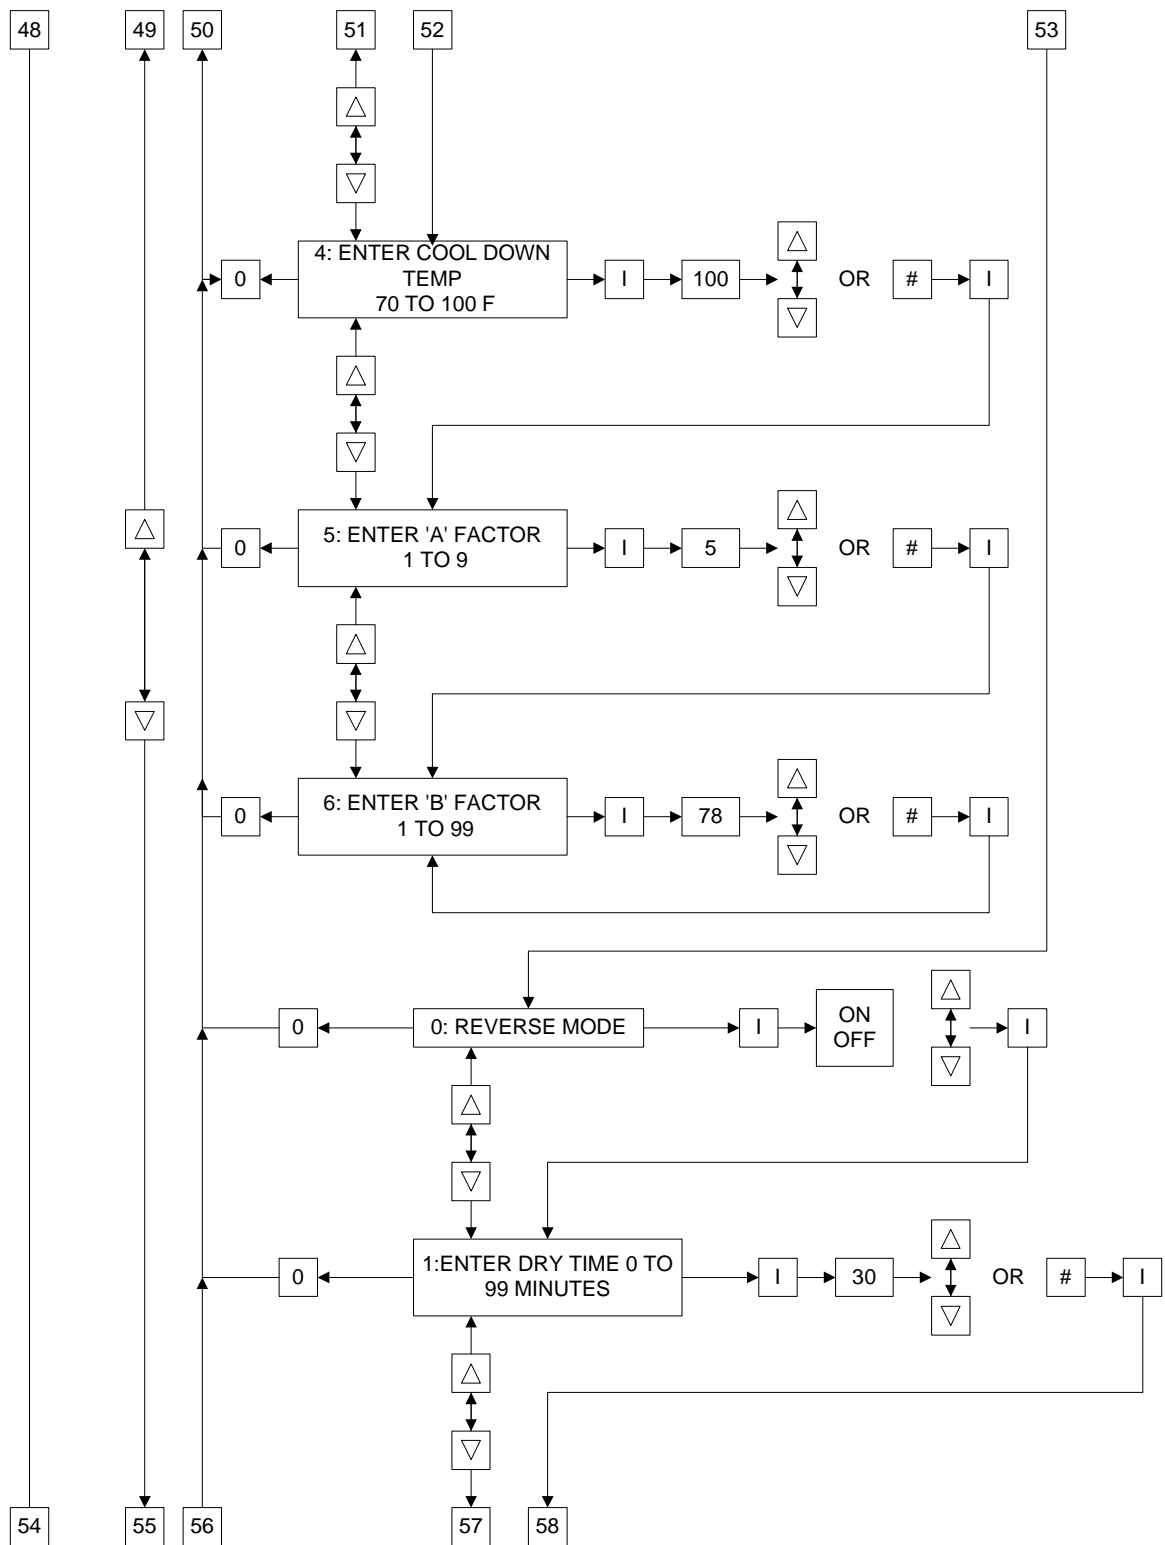 48
49
50
51
52
53
4: ENTER COOL DOWN
TEMP
70 TO 100 F
0
I
100
OR
#
I
5: ENTER 'A' FACTOR
1 TO 9
0
I
5
OR
#
I
6: ENTER 'B' FACTOR
1 TO 99
0
I
78
OR
#
I
0: REVERSE MODE
0
I
ON
OFF
I
1:ENTER DRY TIME 0 TO
99 MINUTES
0
I
30
OR
#
I
54
55
56
57
58